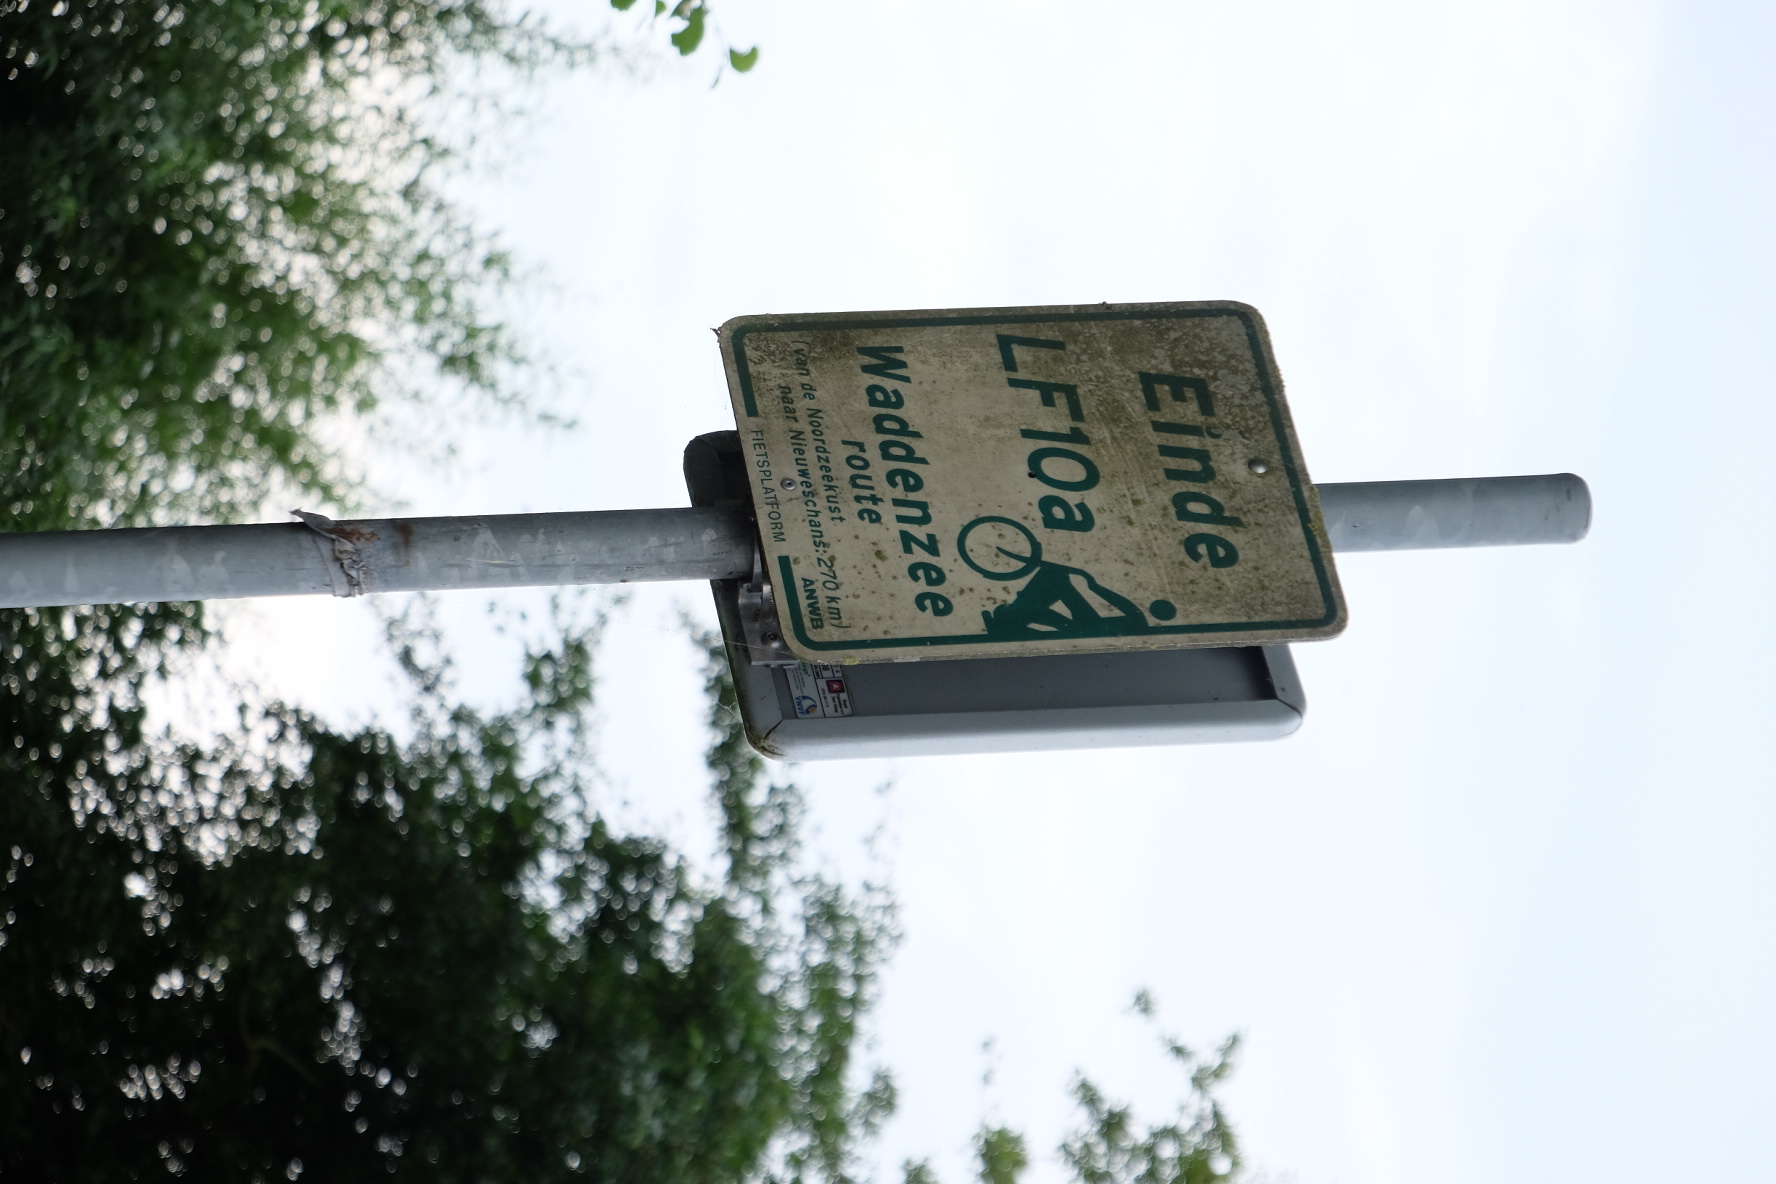 Einde
LF10a
Waddenzee
route
(van de Noordzeekust
naar Nieuweschans: 270 km)
FIETSPLATFORM
ANWB